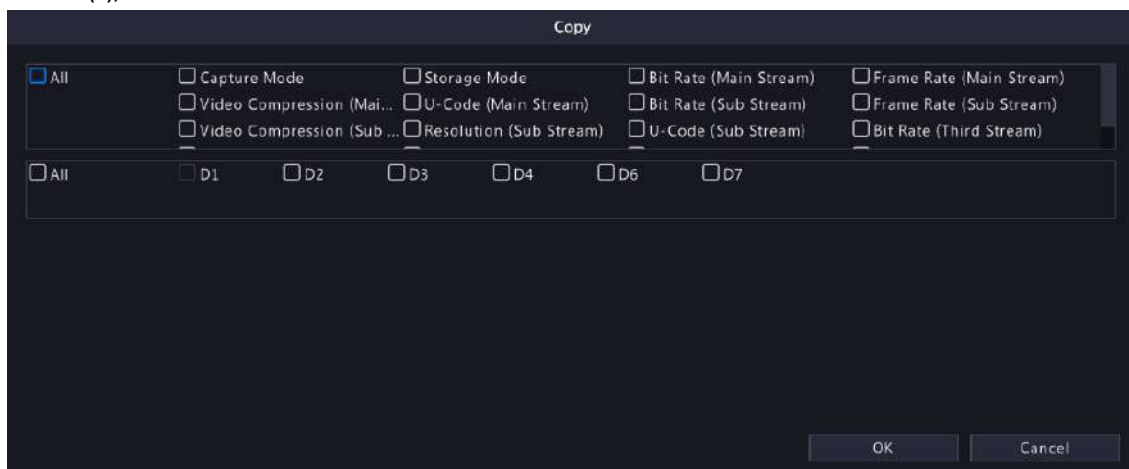 Copy
All Capture Mode Storage Mode Bit Rate (Main Stream) Frame Rate (Main Stream)
Video Compression (Mai... U-Code (Main Stream) Bit Rate (Sub Stream) Frame Rate (Sub Stream)
Video Compression (Sub ... Resolution (Sub Stream) U-Code (Sub Stream) Bit Rate (Third Stream)
All D1 D2 D3 D4 D6 D7
OK Cancel